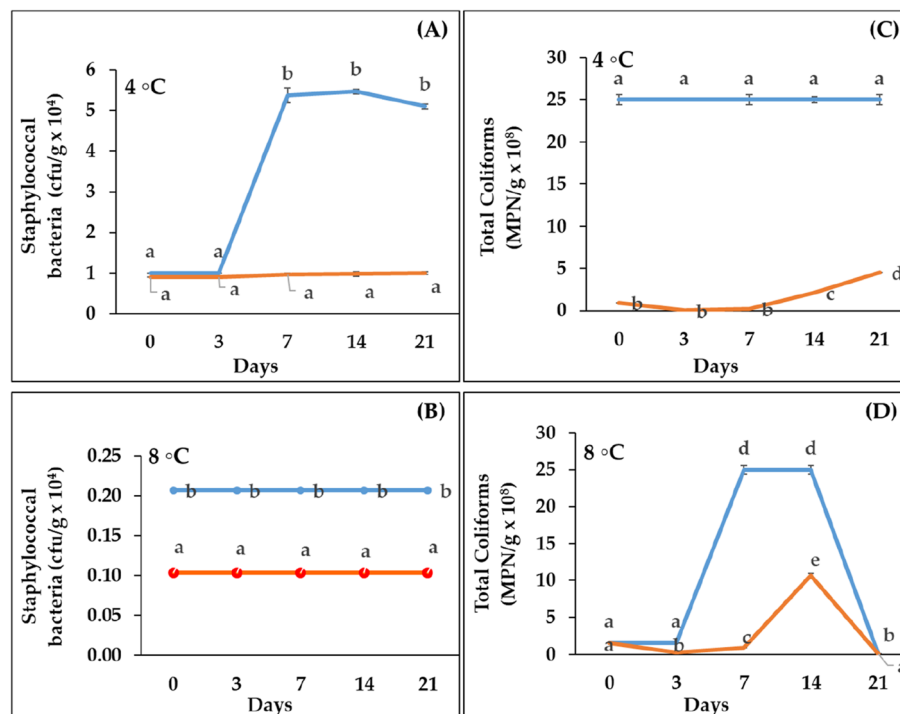 (A)
4 °C
Staphylococcal
bacteria (cfu/g x 10⁴)
6
5
4
3
2
1
0
a a b b b
a a a a a
0 3 7 14 21
Days
(C)
4 °C
Total Coliforms
(MPN/g x 10⁸)
30
25
20
15
10
5
0
a a a a a
b b b c d
0 3 7 14 21
Days
(B)
8 °C
Staphylococcal
bacteria (cfu/g x 10⁴)
0.25
0.20
0.15
0.10
0.05
0.00
b b b b b
a a a a a
0 3 7 14 21
Days
(D)
8 °C
Total Coliforms
(MPN/g x 10⁸)
30
25
20
15
10
5
0
a a d d b
a b c e
0 3 7 14 21
Days